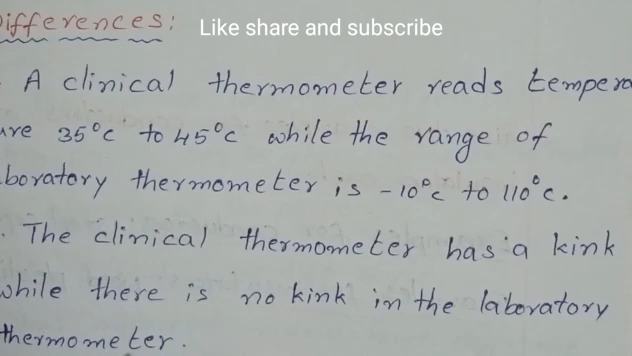 ifferences:
Like share and subscribe
A clinical thermometer reads tempera
ure 35°c to 45°c while the range of
boratory thermometer is -10°c to 110°c.
. The clinical thermometer has a kink
while there is no kink in the laboratory
thermometer.